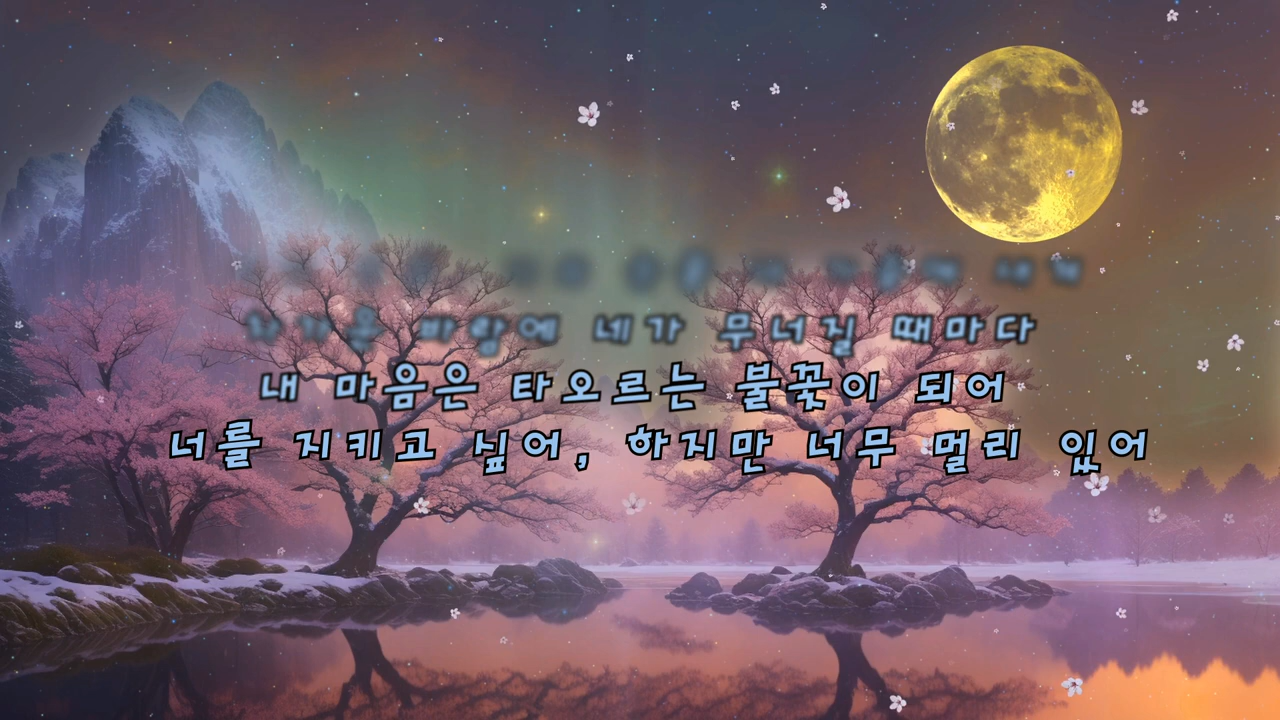 차가운 바람에 네가 무너질 때마다
내 마음은 타오르는 불꽃이 되어
너를 지키고 싶어, 하지만 너무 멀리 있어